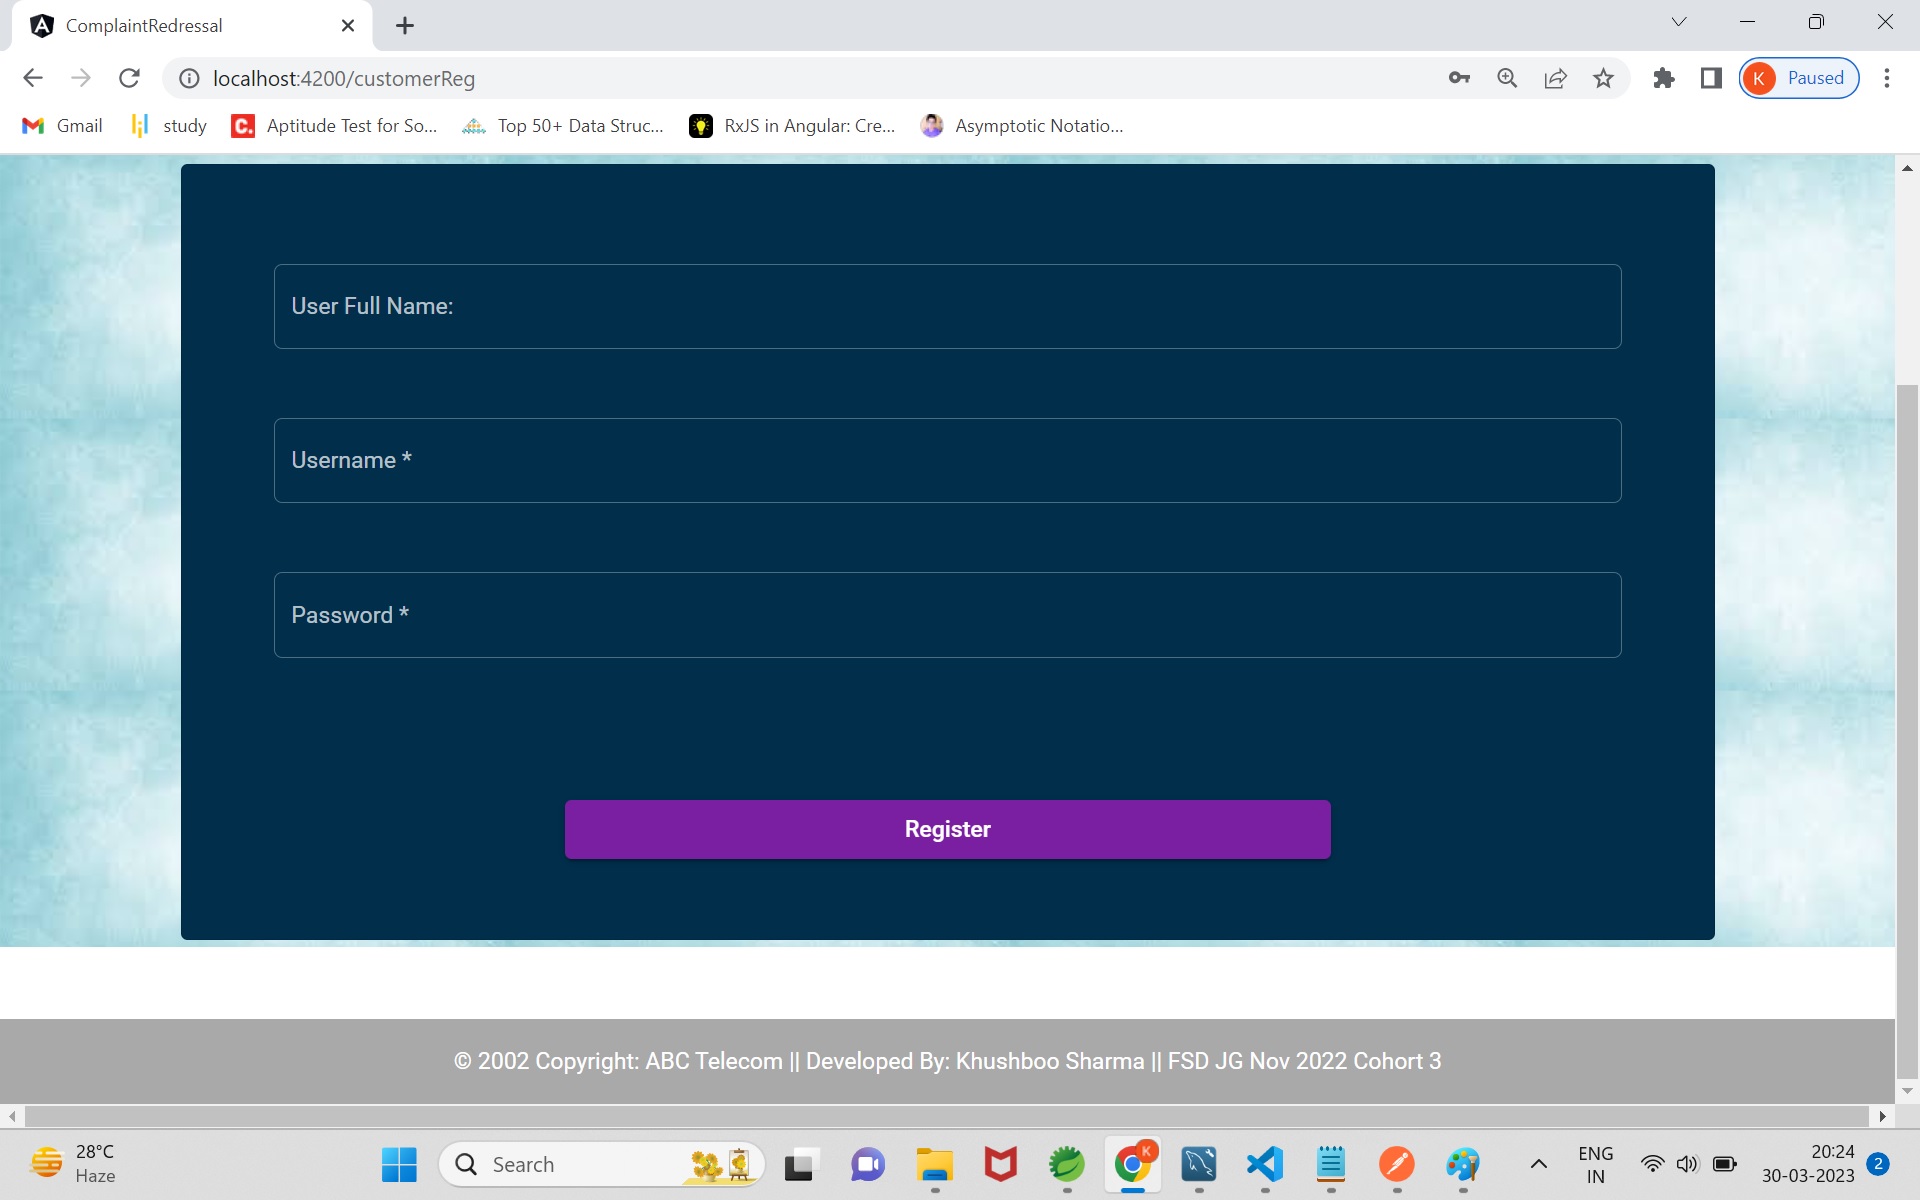 ComplaintRedressal
localhost:4200/customerReg
K Paused
Gmail study C. Aptitude Test for So... Top 50+ Data Struc... RxJS in Angular: Cre... Asymptotic Notatio...
User Full Name:
Username *
Password *
Register
© 2002 Copyright: ABC Telecom || Developed By: Khushboo Sharma || FSD JG Nov 2022 Cohort 3
28°C
Haze
Search
K
ENG
IN
20:24
30-03-2023
2